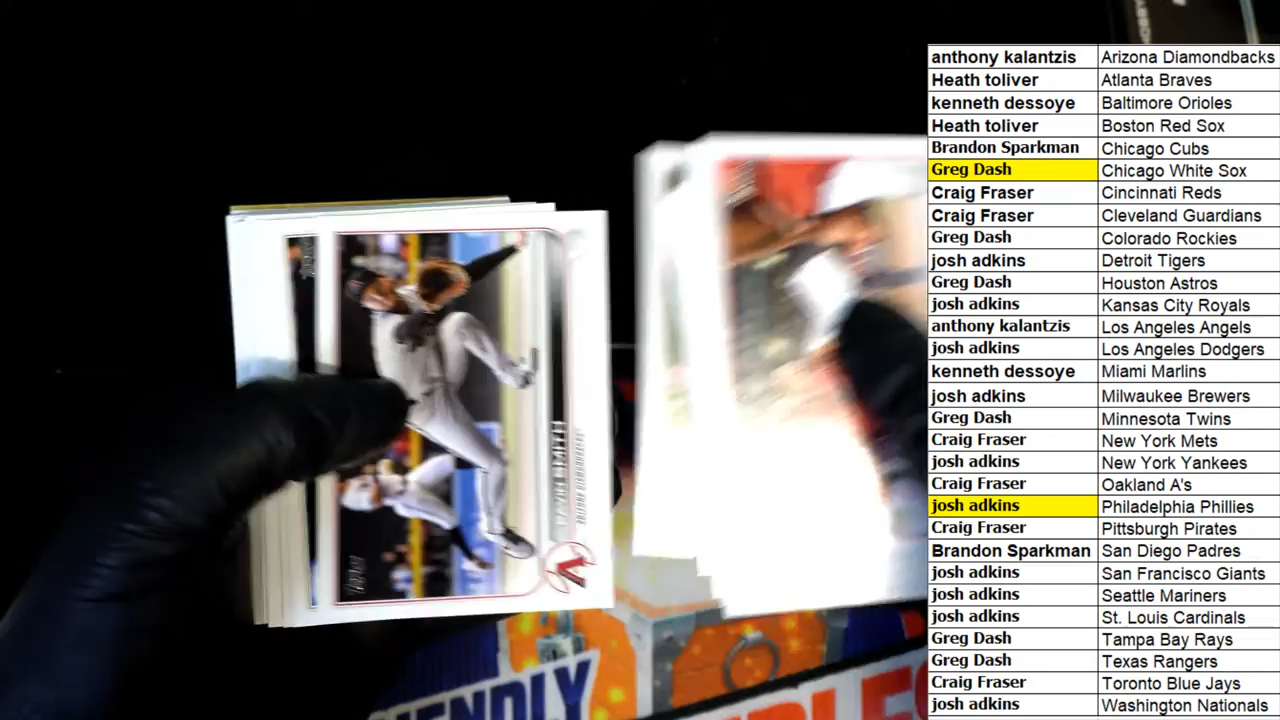 anthony kalantzis Arizona Diamondbacks
Heath toliver Atlanta Braves
kenneth dessoye Baltimore Orioles
Heath toliver Boston Red Sox
Brandon Sparkman Chicago Cubs
Greg Dash Chicago White Sox
Craig Fraser Cincinnati Reds
Craig Fraser Cleveland Guardians
Greg Dash Colorado Rockies
josh adkins Detroit Tigers
Greg Dash Houston Astros
josh adkins Kansas City Royals
anthony kalantzis Los Angeles Angels
josh adkins Los Angeles Dodgers
kenneth dessoye Miami Marlins
josh adkins Milwaukee Brewers
Greg Dash Minnesota Twins
Craig Fraser New York Mets
josh adkins New York Yankees
Craig Fraser Oakland A's
josh adkins Philadelphia Phillies
Craig Fraser Pittsburgh Pirates
Brandon Sparkman San Diego Padres
josh adkins San Francisco Giants
josh adkins Seattle Mariners
josh adkins St. Louis Cardinals
Greg Dash Tampa Bay Rays
Greg Dash Texas Rangers
Craig Fraser Toronto Blue Jays
josh adkins Washington Nationals